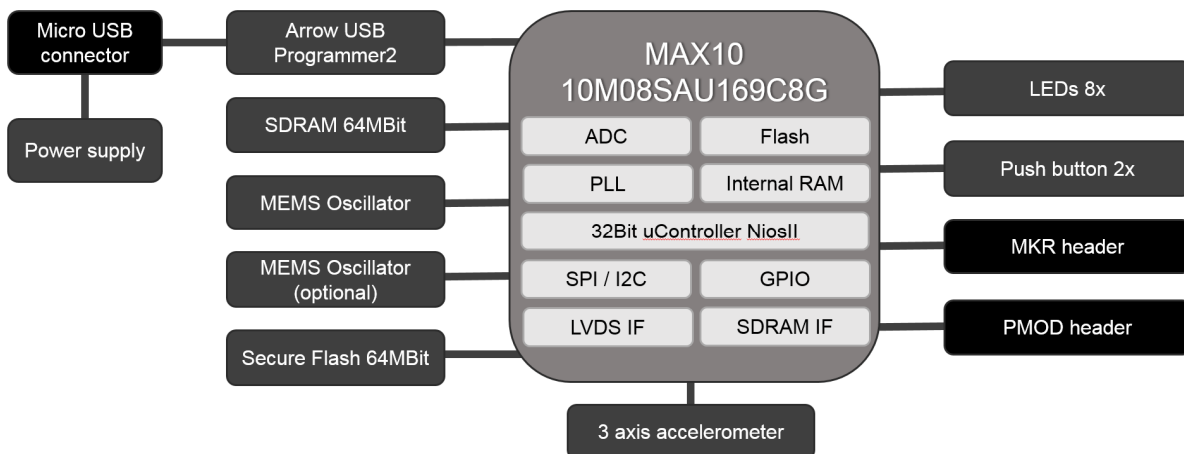 Micro USB
connector
Power supply
Arrow USB
Programmer2
SDRAM 64MBit
MEMS Oscillator
MEMS Oscillator
(optional)
Secure Flash 64MBit
MAX10
10M08SAU169C8G
ADC
Flash
PLL
Internal RAM
32Bit uController NiosII
SPI / I2C
GPIO
LVDS IF
SDRAM IF
3 axis accelerometer
LEDs 8x
Push button 2x
MKR header
PMOD header